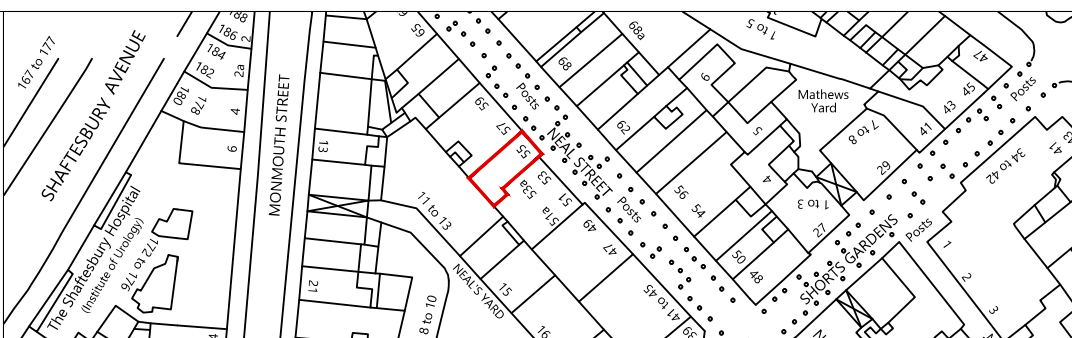 167 to 177
SHAFTESBURY AVENUE
188
186
2
184
182
2a
180
178
4
6
MONMOUTH STREET
The Shaftesbury Hospital
(Institute of Urology)
172 to 176
13
21
11 to 13
NEAL'S YARD
15
16
8 to 10
65
59
57
55
53
53a
51
51a
49
47
41 to 45
39
Posts
NEAL STREET
Posts
68a
68
62
56
54
50
48
1 to 5
6
5
4
Mathews
Yard
7 to 8
29
1 to 3
27
41
43
45
47
Posts
SHORTS GARDENS
Posts
34 to 42
41
43
1
2
3
4